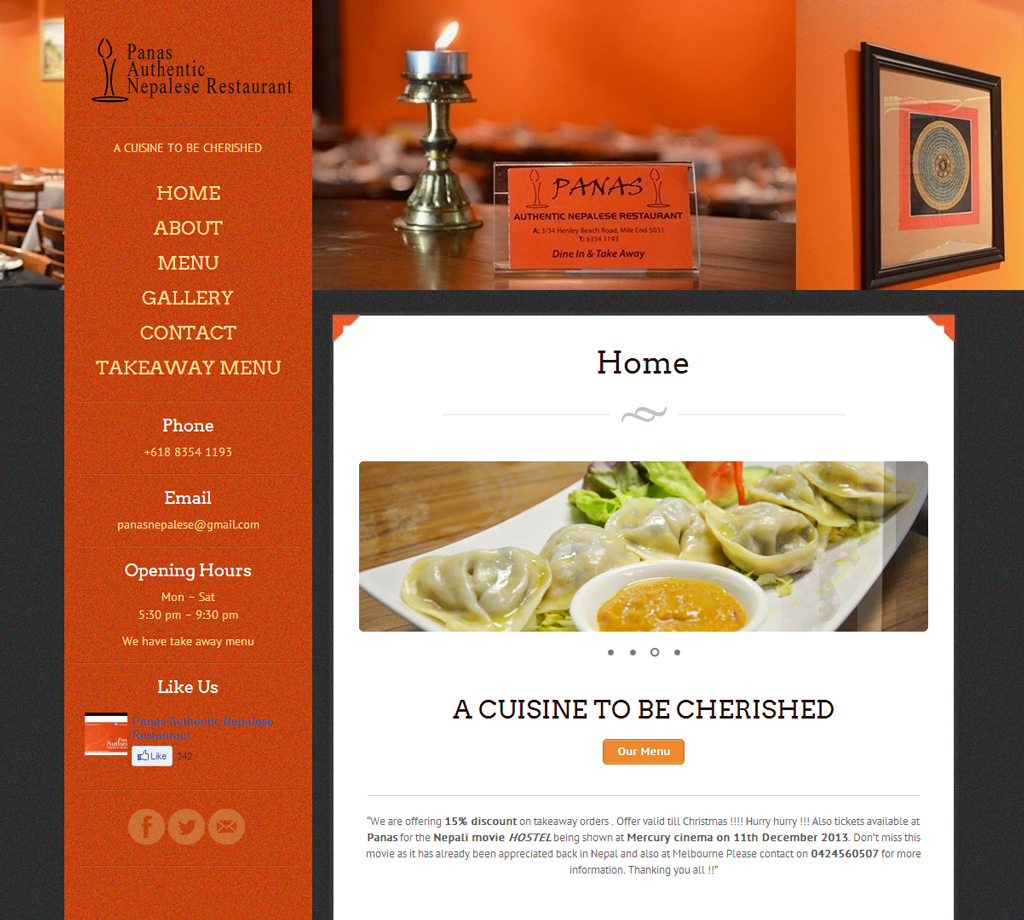 Panas
Authentic
Nepalese Restaurant
A CUISINE TO BE CHERISHED
HOME
ABOUT
MENU
GALLERY
CONTACT
TAKEAWAY MENU
Phone
+618 8354 1193
Email
panasnepalese@gmail.com
Opening Hours
Mon – Sat
5:30 pm – 9:30 pm
We have take away menu
Like Us
Panas Authentic Nepalese
Restaurant
Like 342
PANAS
AUTHENTIC NEPALESE RESTAURANT
A: 3/34 Henley Beach Road, Mile End 5031
T: 8354 1193
Dine In & Take Away
Home
A CUISINE TO BE CHERISHED
Our Menu
“We are offering 15% discount on takeaway orders . Offer valid till Christmas !!!! Hurry hurry !!! Also tickets available at
Panas for the Nepali movie HOSTEL being shown at Mercury cinema on 11th December 2013. Don’t miss this
movie as it has already been appreciated back in Nepal and also at Melbourne Please contact on 0424560507 for more
information. Thanking you all !!”